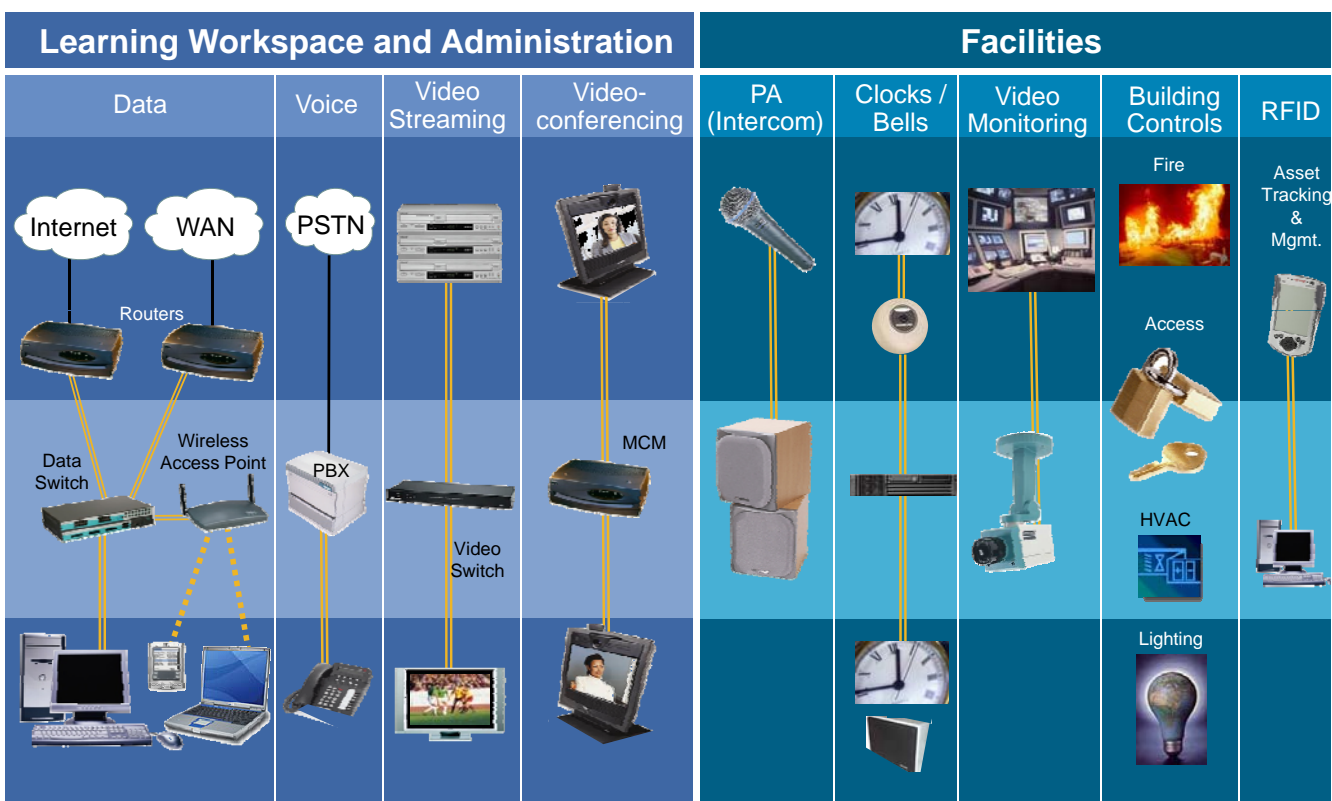 Learning Workspace and Administration
Facilities
Data
Voice
Video
Streaming
Video-
conferencing
PA
(Intercom)
Clocks /
Bells
Video
Monitoring
Building
Controls
RFID
Internet
WAN
PSTN
Routers
Fire
Asset
Tracking
&
Mgmt.
Access
Data
Switch
Wireless
Access Point
PBX
MCM
Video
Switch
HVAC
Lighting